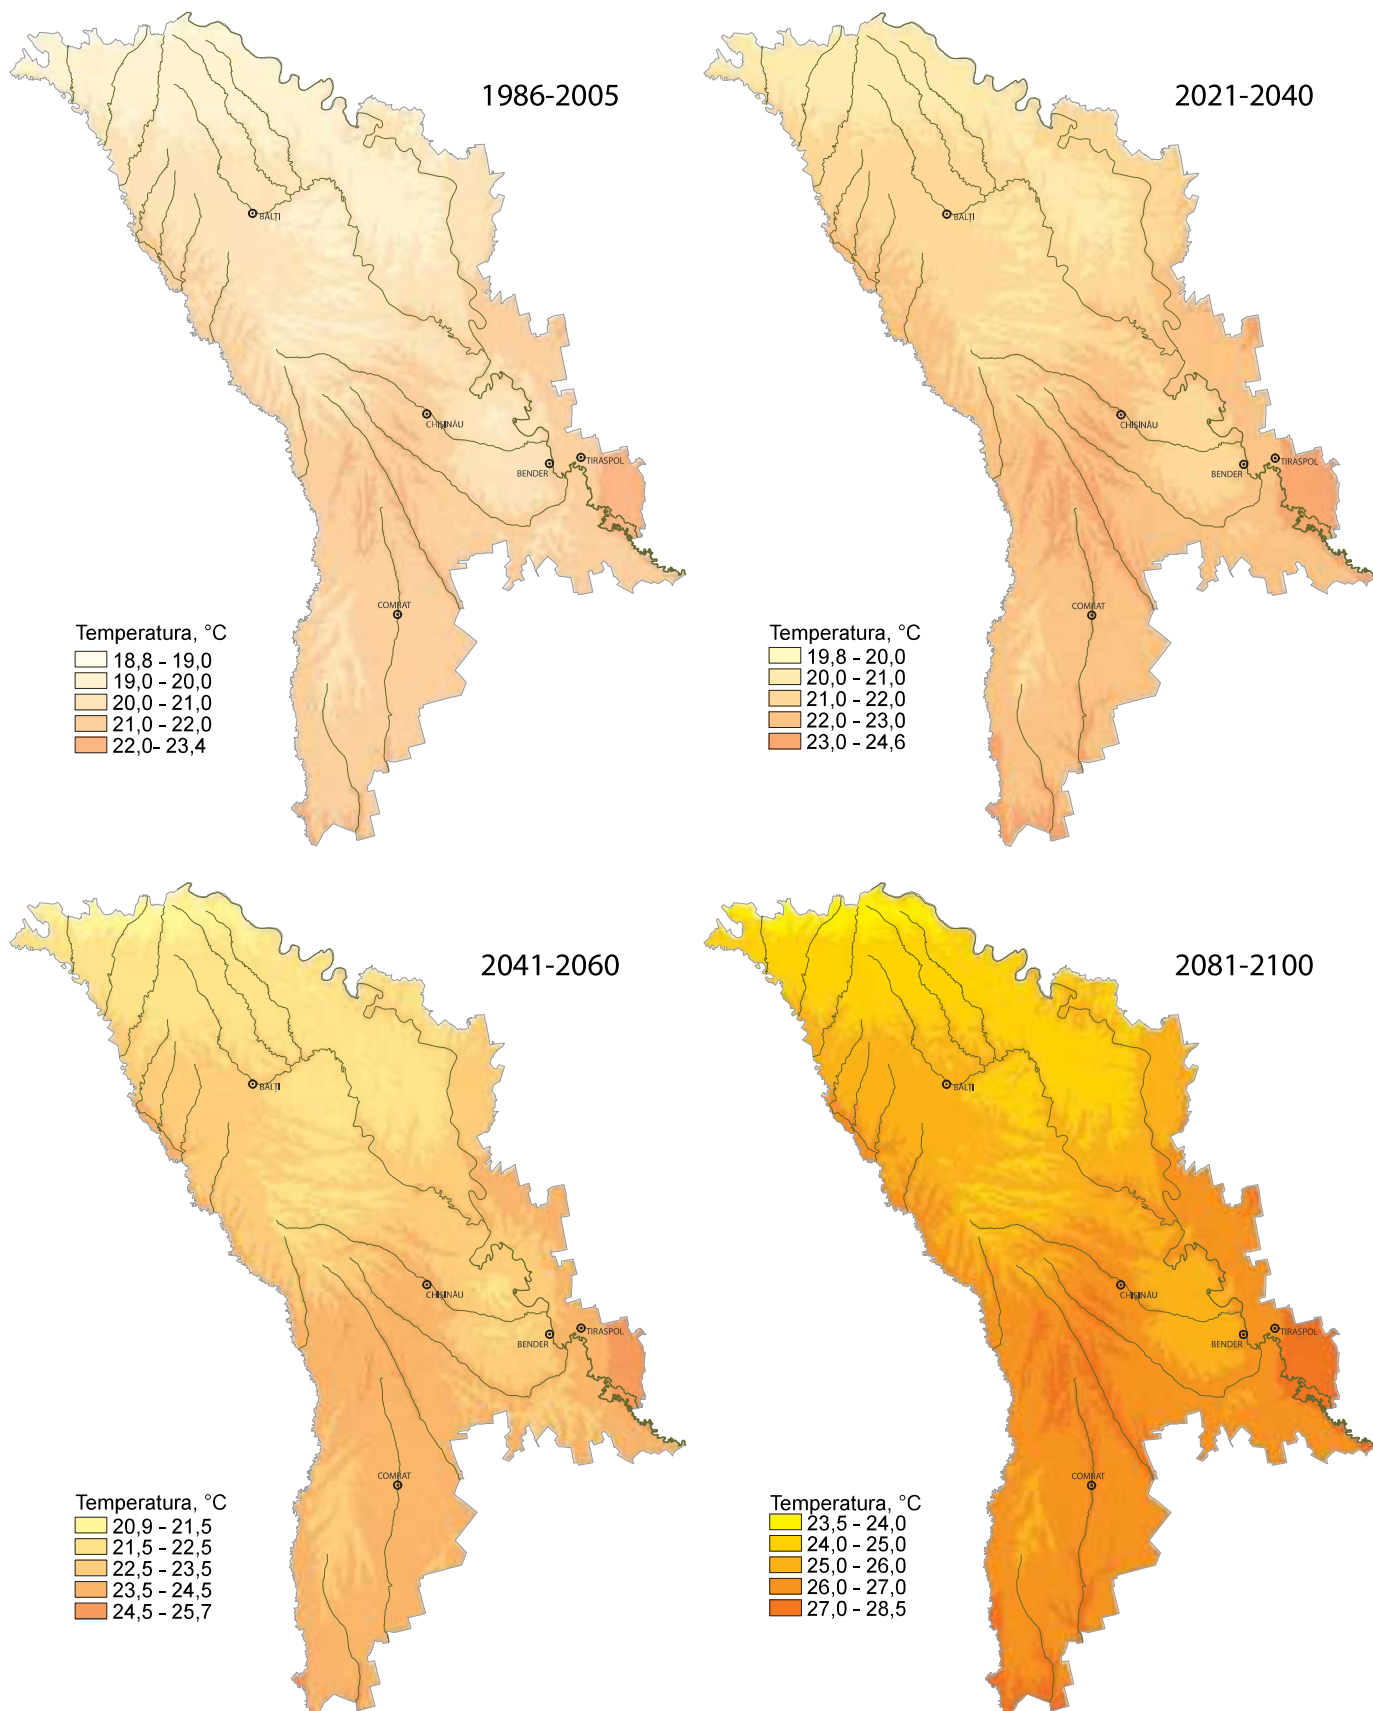 1986-2005
BĂLȚI
CHIȘINĂU
BENDER
TIRASPOL
COMRAT
Temperatura, °C
18,8 – 19,0
19,0 – 20,0
20,0 – 21,0
21,0 – 22,0
22,0– 23,4
2021-2040
BĂLȚI
CHIȘINĂU
BENDER
TIRASPOL
COMRAT
Temperatura, °C
19,8 – 20,0
20,0 – 21,0
21,0 – 22,0
22,0 – 23,0
23,0 – 24,6
2041-2060
BĂLȚI
CHIȘINĂU
BENDER
TIRASPOL
COMRAT
Temperatura, °C
20,9 – 21,5
21,5 – 22,5
22,5 – 23,5
23,5 – 24,5
24,5 – 25,7
2081-2100
BĂLȚI
CHIȘINĂU
BENDER
TIRASPOL
COMRAT
Temperatura, °C
23,5 – 24,0
24,0 – 25,0
25,0 – 26,0
26,0 – 27,0
27,0 – 28,5